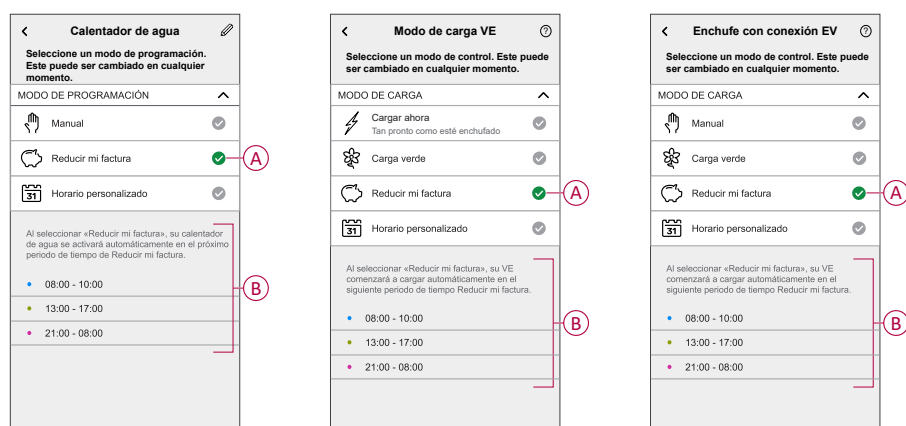 Calentador de agua
Seleccione un modo de programación.
Este puede ser cambiado en cualquier
momento.
MODO DE PROGRAMACIÓN
Manual
Reducir mi factura
A
31
Horario personalizado
Al seleccionar «Reducir mi factura», su calentador
de agua se activará automáticamente en el próximo
periodo de tiempo de Reducir mi factura.
08:00 - 10:00
B
13:00 - 17:00
21:00 - 08:00
Modo de carga VE
?
Seleccione un modo de control. Este puede
ser cambiado en cualquier momento.
MODO DE CARGA
Cargar ahora
Tan pronto como esté enchufado
Carga verde
Reducir mi factura
A
31
Horario personalizado
Al seleccionar «Reducir mi factura», su VE
comenzará a cargar automáticamente en el
siguiente periodo de tiempo Reducir mi factura.
08:00 - 10:00
B
13:00 - 17:00
21:00 - 08:00
Enchufe con conexión EV
?
Seleccione un modo de control. Este puede
ser cambiado en cualquier momento.
MODO DE CARGA
Manual
Carga verde
Reducir mi factura
A
31
Horario personalizado
Al seleccionar «Reducir mi factura», su VE
comenzará a cargar automáticamente en el
siguiente periodo de tiempo Reducir mi factura.
08:00 - 10:00
B
13:00 - 17:00
21:00 - 08:00